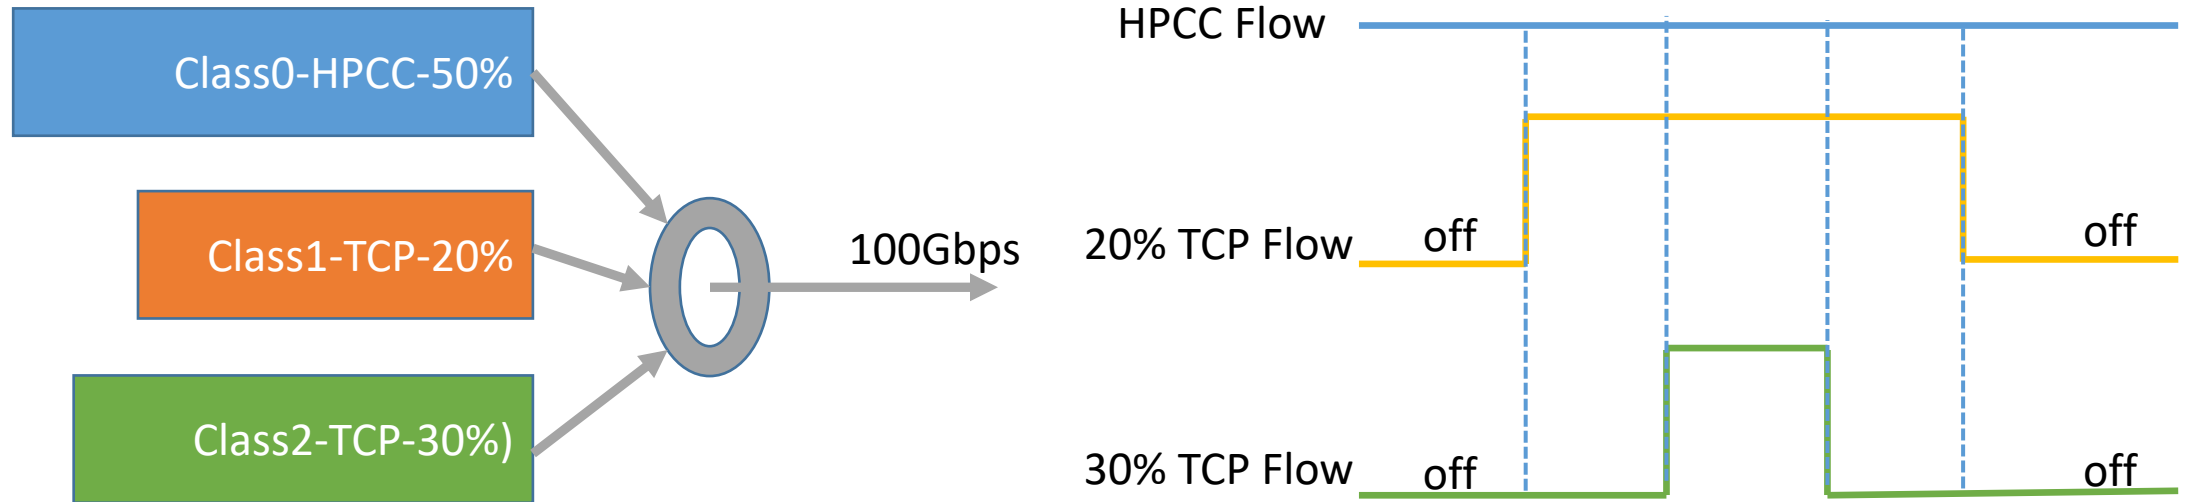 Class0-HPCC-50%
Class1-TCP-20%
Class2-TCP-30%)
100Gbps
HPCC Flow
20% TCP Flow
off
off
30% TCP Flow
off
off